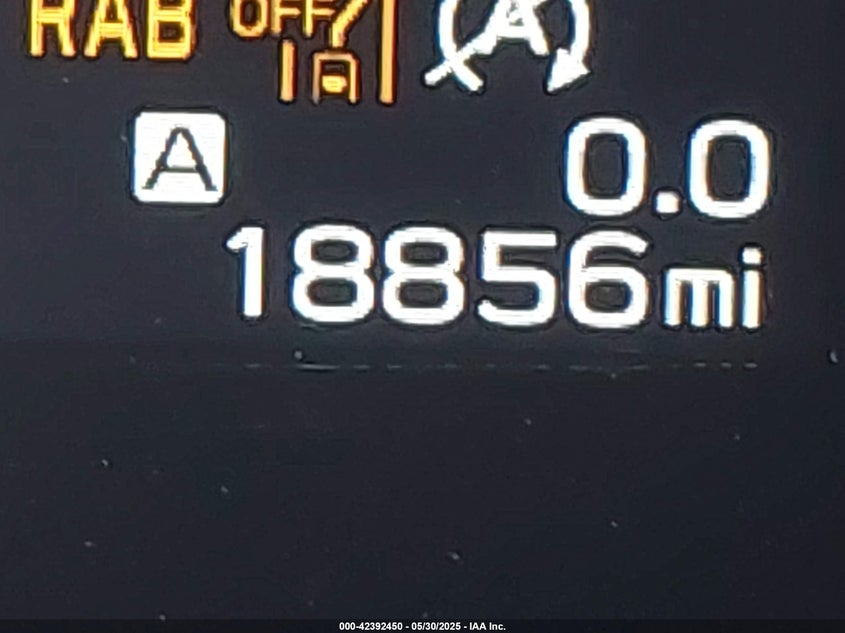 RAB OFF A
A 0.0
18856mi
000-42392450 - 05/30/2025 - IAA Inc.